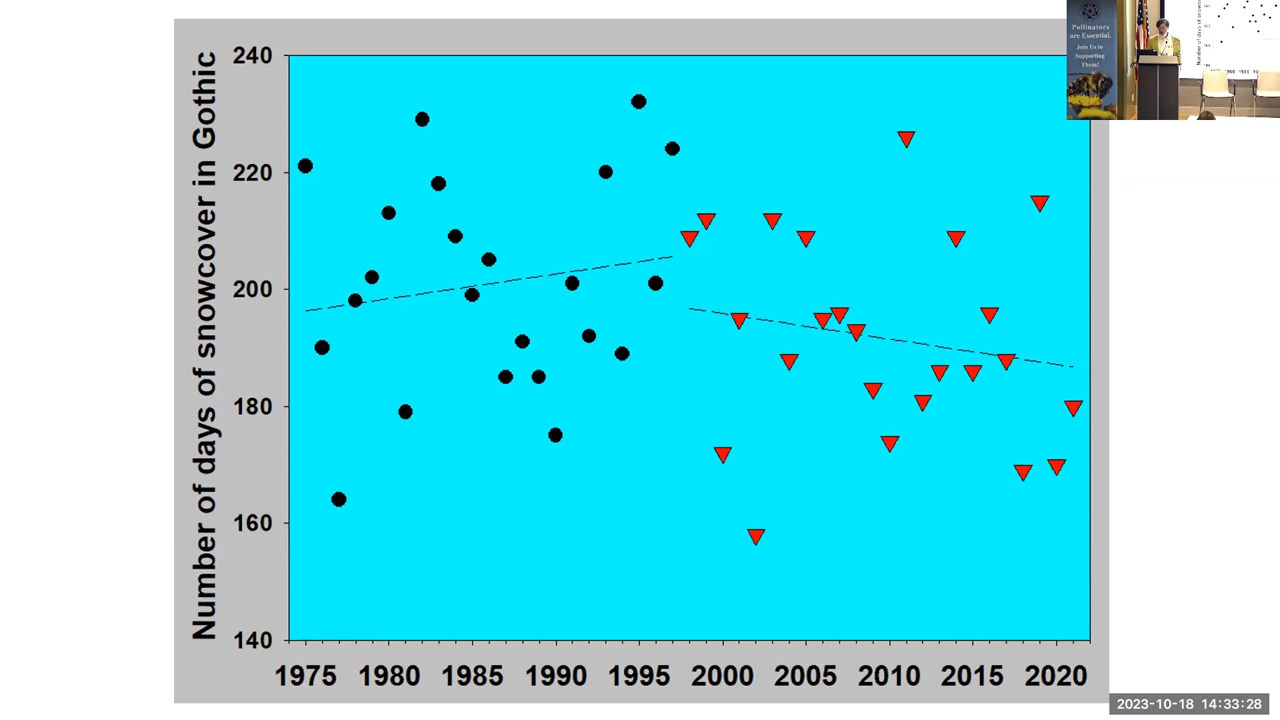 Number of days of snowcover in Gothic
240
220
200
180
160
140
1975 1980 1985 1990 1995 2000 2005 2010 2015 2020
Pollinators
are Essential.
Join Us in
Supporting
Them!
2023-10-18 14:33:28